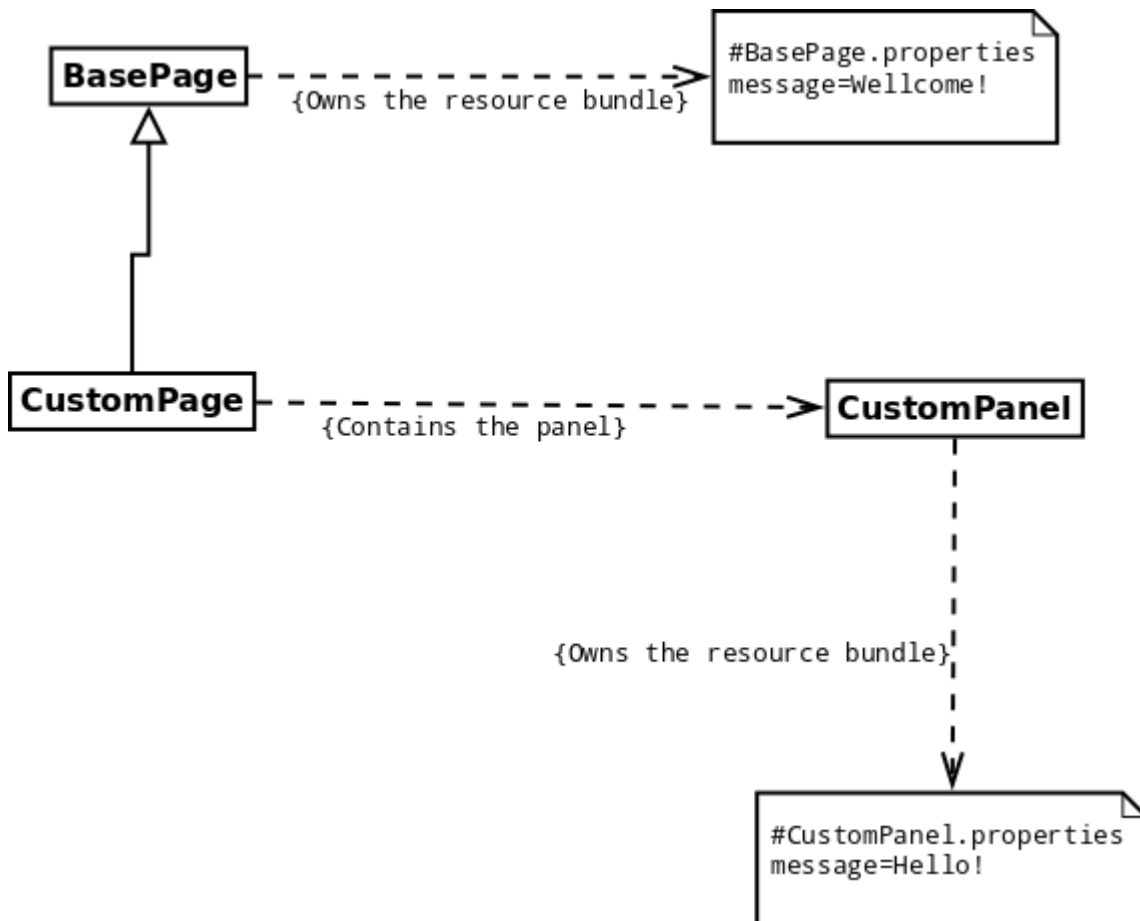 BasePage
{Owns the resource bundle}
#BasePage.properties
message=Wellcome!
CustomPage
{Contains the panel}
CustomPanel
{Owns the resource bundle}
#CustomPanel.properties
message=Hello!